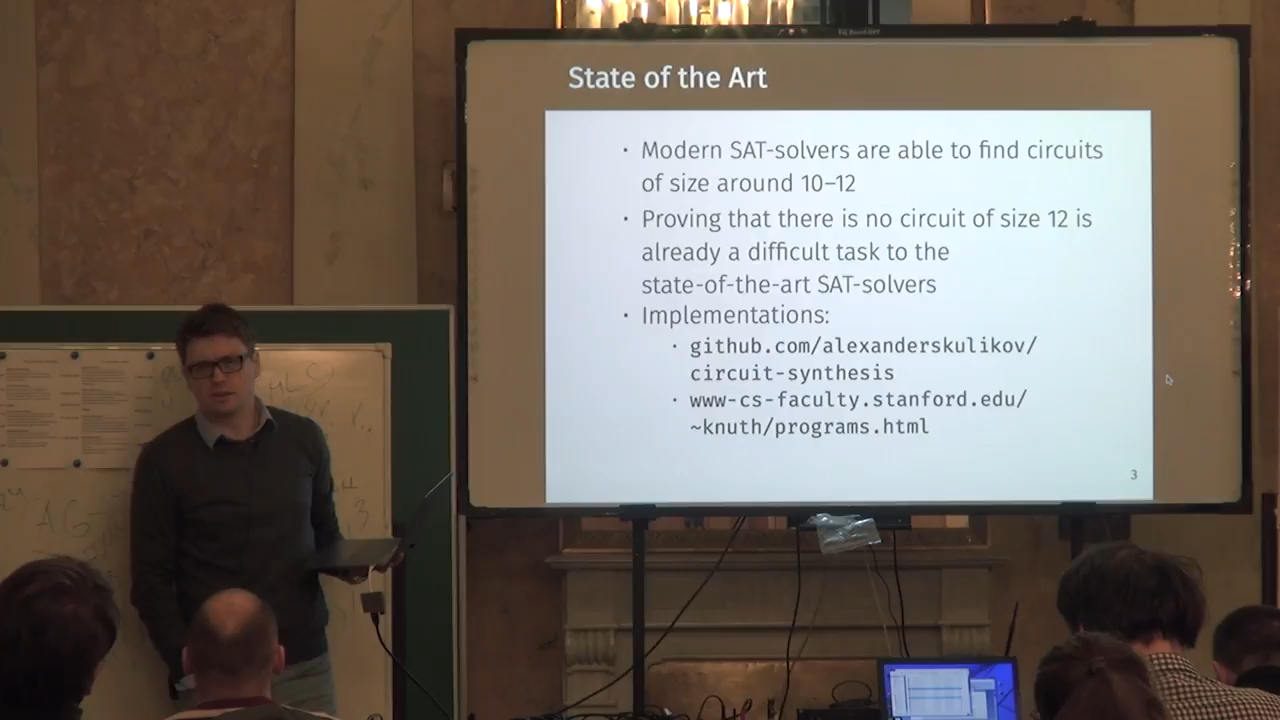 State of the Art
· Modern SAT-solvers are able to find circuits
of size around 10–12
· Proving that there is no circuit of size 12 is
already a difficult task to the
state-of-the-art SAT-solvers
· Implementations:
· github.com/alexanderskulikov/
circuit-synthesis
· www-cs-faculty.stanford.edu/
~knuth/programs.html
3